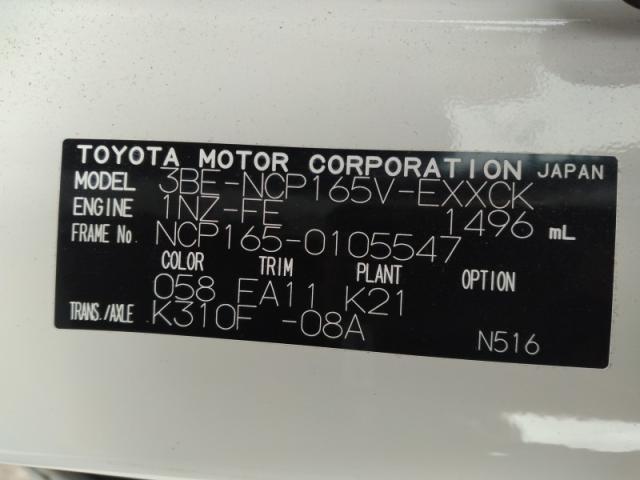 TOYOTA MOTOR CORPORATION JAPAN
MODEL 3BE-NCP165V-EXXCK
ENGINE 1NZ-FE 1496 mL
FRAME No NCP165-0105547
COLOR TRIM PLANT OPTION
058 FA11 K21
TRANS./AXLE K310F -08A
N516